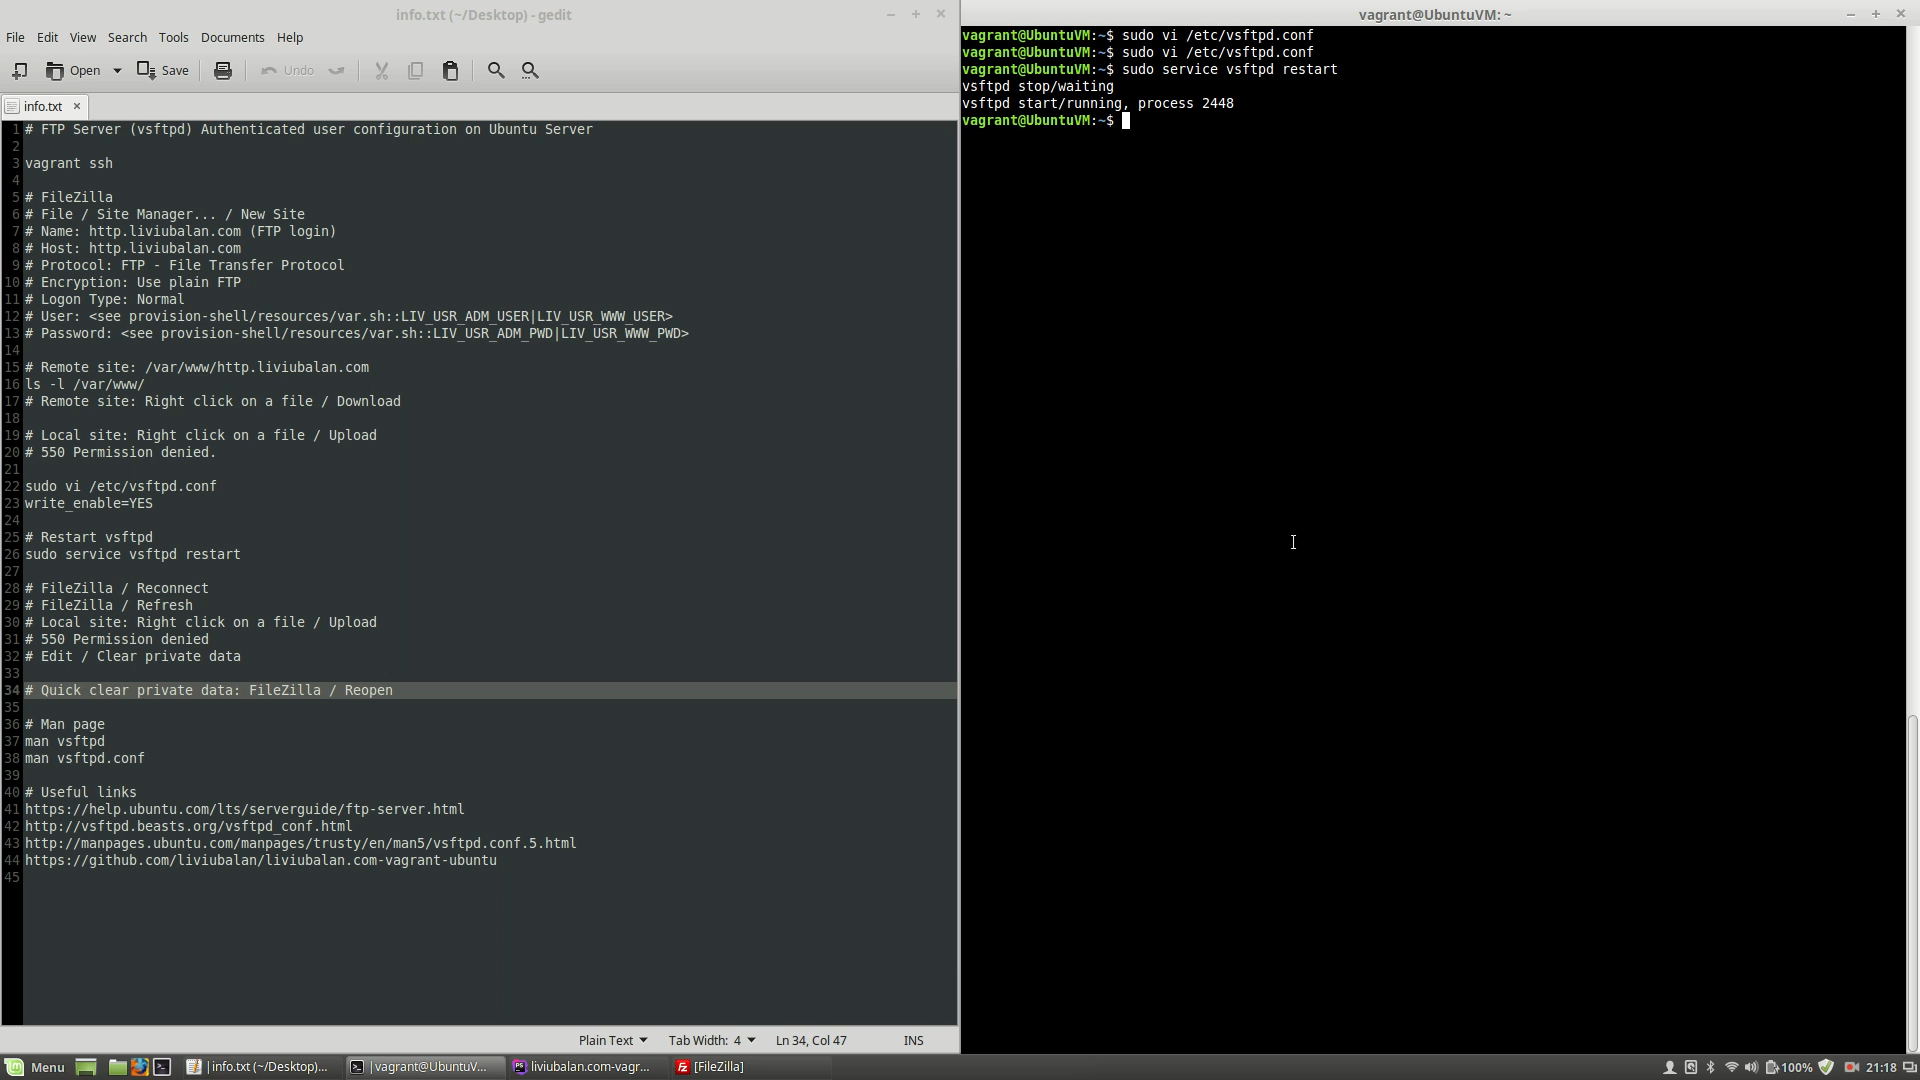 info.txt (~/Desktop) - gedit
File Edit View Search Tools Documents Help
Open Save Undo
info.txt
1 # FTP Server (vsftpd) Authenticated user configuration on Ubuntu Server
2
3 vagrant ssh
4
5 # FileZilla
6 # File / Site Manager... / New Site
7 # Name: http.liviubalan.com (FTP login)
8 # Host: http.liviubalan.com
9 # Protocol: FTP - File Transfer Protocol
10 # Encryption: Use plain FTP
11 # Logon Type: Normal
12 # User: <see provision-shell/resources/var.sh::LIV_USR_ADM_USER|LIV_USR_WWW_USER>
13 # Password: <see provision-shell/resources/var.sh::LIV_USR_ADM_PWD|LIV_USR_WWW_PWD>
14
15 # Remote site: /var/www/http.liviubalan.com
16 ls -l /var/www/
17 # Remote site: Right click on a file / Download
18
19 # Local site: Right click on a file / Upload
20 # 550 Permission denied.
21
22 sudo vi /etc/vsftpd.conf
23 write_enable=YES
24
25 # Restart vsftpd
26 sudo service vsftpd restart
27
28 # FileZilla / Reconnect
29 # FileZilla / Refresh
30 # Local site: Right click on a file / Upload
31 # 550 Permission denied
32 # Edit / Clear private data
33
34 # Quick clear private data: FileZilla / Reopen
35
36 # Man page
37 man vsftpd
38 man vsftpd.conf
39
40 # Useful links
41 https://help.ubuntu.com/lts/serverguide/ftp-server.html
42 http://vsftpd.beasts.org/vsftpd_conf.html
43 http://manpages.ubuntu.com/manpages/trusty/en/man5/vsftpd.conf.5.html
44 https://github.com/liviubalan/liviubalan.com-vagrant-ubuntu
45
Plain Text Tab Width: 4 Ln 34, Col 47 INS
vagrant@UbuntuVM: ~
vagrant@UbuntuVM:~$ sudo vi /etc/vsftpd.conf
vagrant@UbuntuVM:~$ sudo vi /etc/vsftpd.conf
vagrant@UbuntuVM:~$ sudo service vsftpd restart
vsftpd stop/waiting
vsftpd start/running, process 2448
vagrant@UbuntuVM:~$
Menu info.txt (~/Desktop)... vagrant@UbuntuV... liviubalan.com-vagr... [FileZilla] 100% 21:18